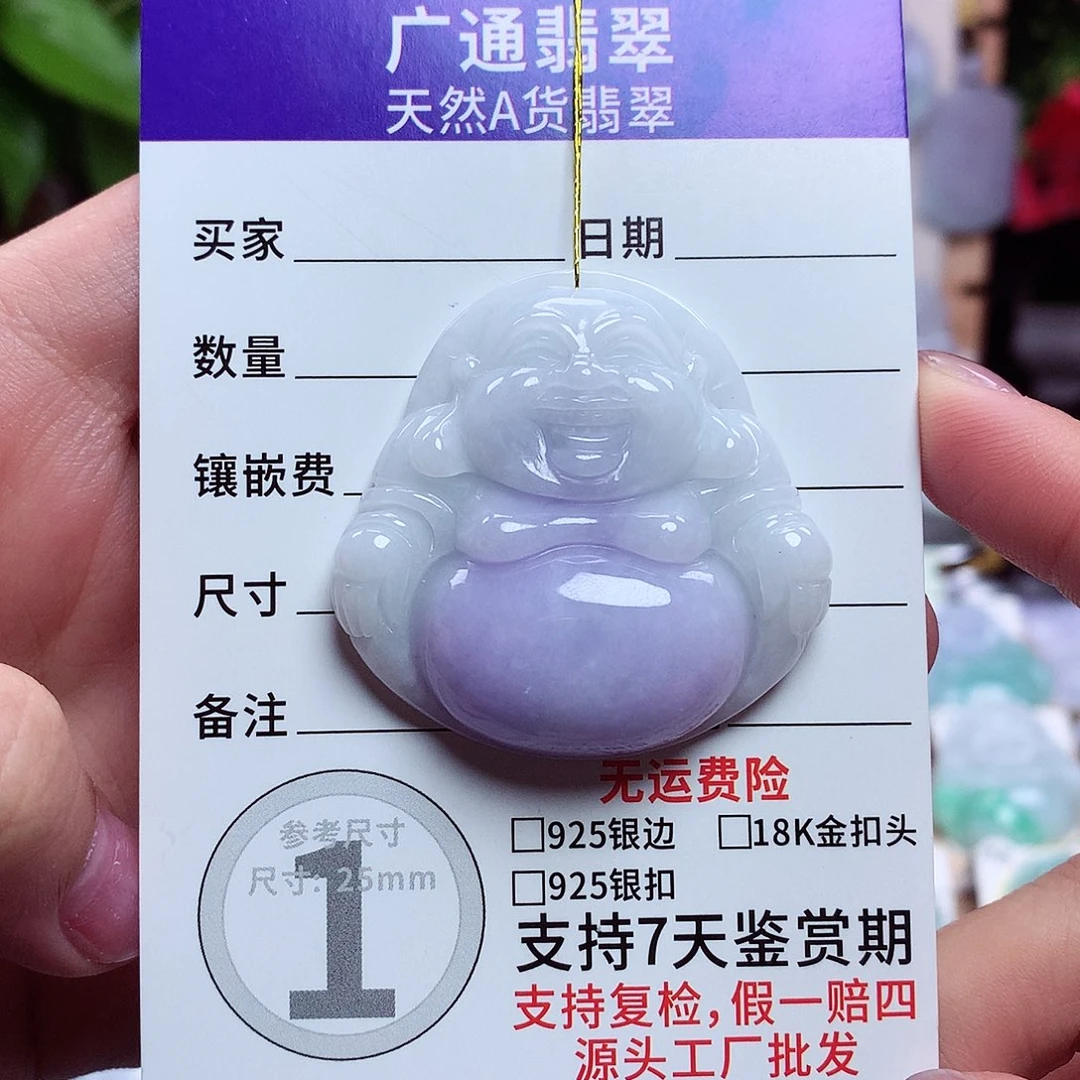 广通翡翠
天然A货翡翠
买家 日期
数量
镶嵌费
尺寸
备注
无运费险
参考尺寸
尺寸:25mm
1
□925银边 □18K金扣头
□925银扣
支持7天鉴赏期
支持复检,假一赔四
源头工厂批发